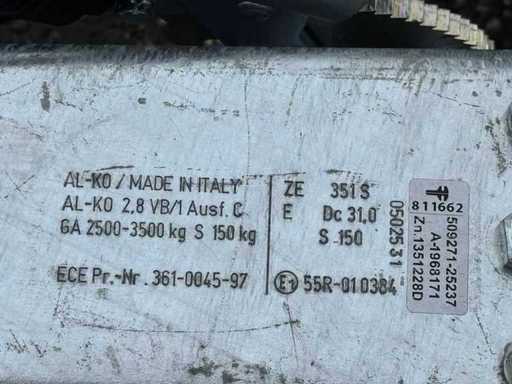 AL-KO / MADE IN ITALY
AL-KO 2,8 VB/1 Ausf. C
GA 2500-3500 kg S 150 kg
ECE Pr.-Nr. 361-0045-97
ZE 351 S
E Dc 31,0
S 150
E1 55R-010384
0502531
811662
509271-25237
A-1968171
Zn.1351228D